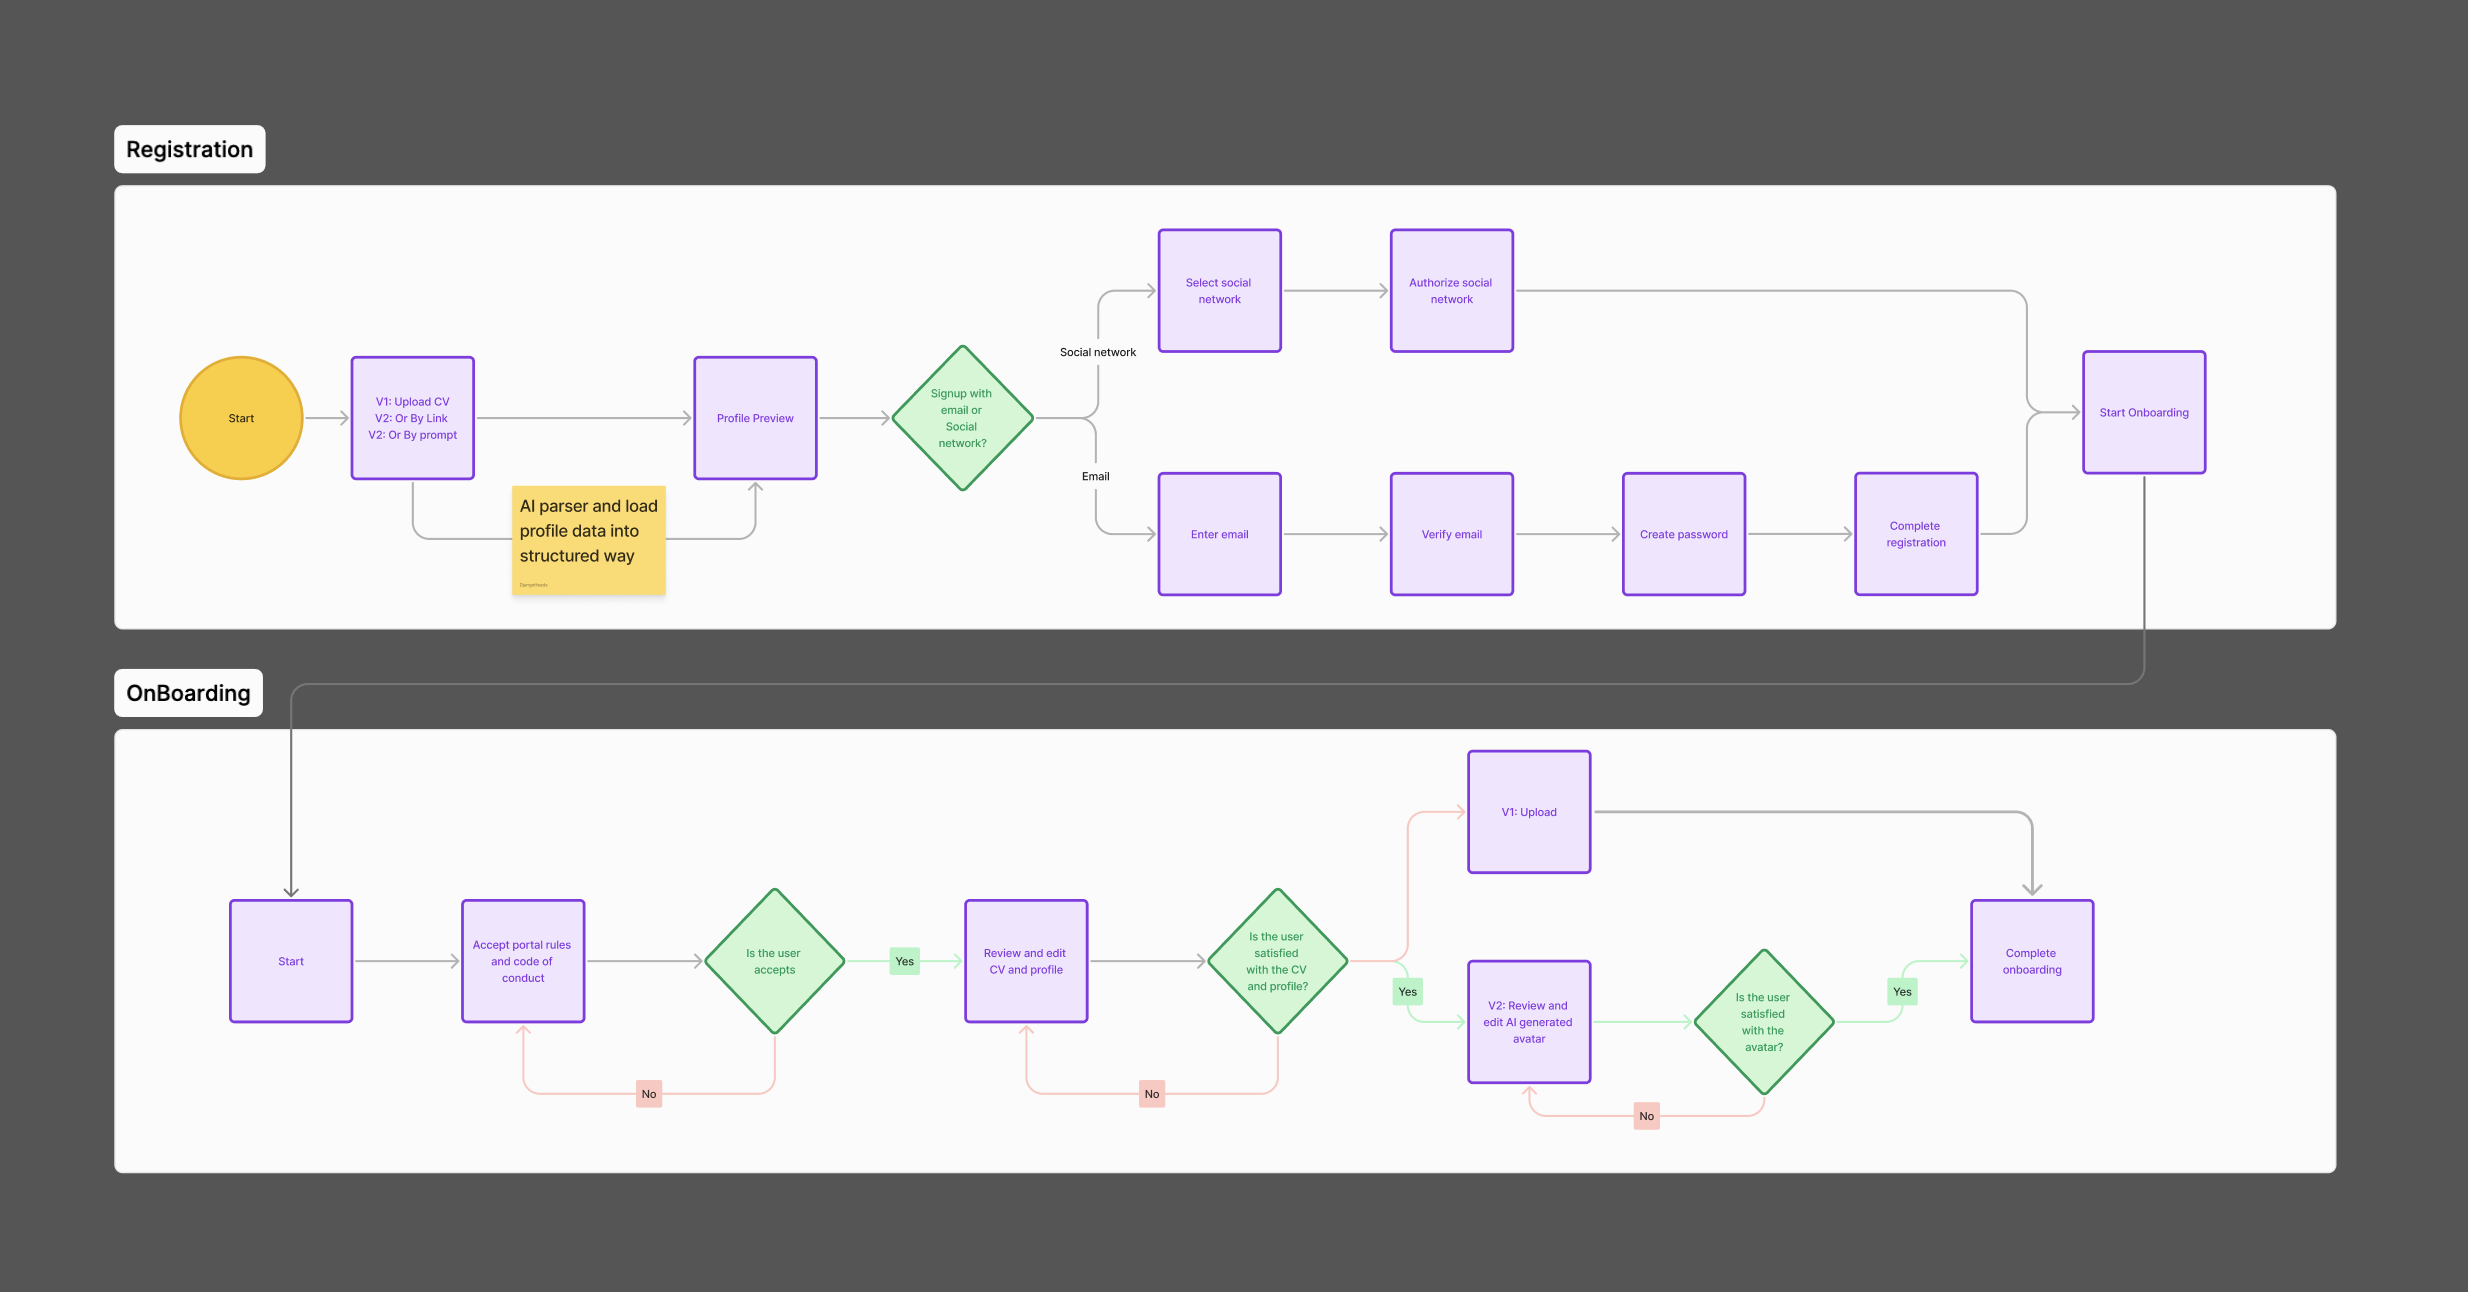 Registration
Start
V1: Upload CV
V2: Or By Link
V2: Or By prompt
AI parser and load
profile data into
structured way
Profile Preview
Signup with
email or
Social
network?
Social network
Select social
network
Authorize social
network
Email
Enter email
Verify email
Create password
Complete
registration
Start Onboarding
OnBoarding
Start
Accept portal rules
and code of
conduct
Is the user
accepts
No
Yes
Review and edit
CV and profile
Is the user
satisfied
with the CV
and profile?
No
V1: Upload
Yes
V2: Review and
edit AI generated
avatar
Is the user
satisfied
with the
avatar?
No
Yes
Complete
onboarding